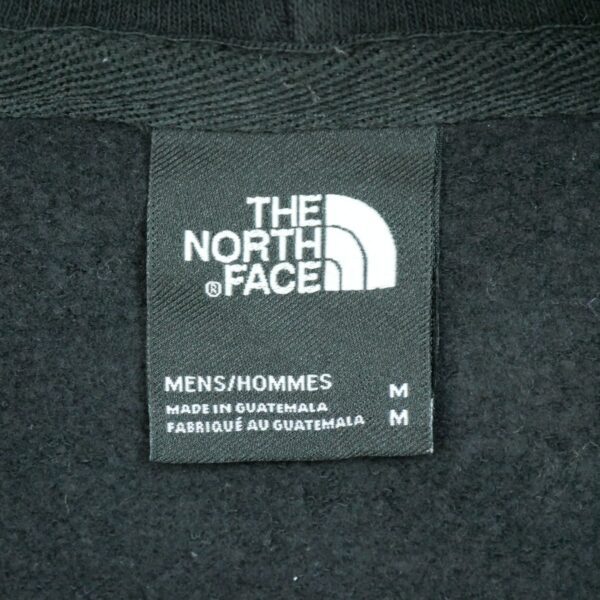 THE
NORTH
FACE
®
MENS/HOMMES M
MADE IN GUATEMALA
FABRIQUÉ AU GUATEMALA M